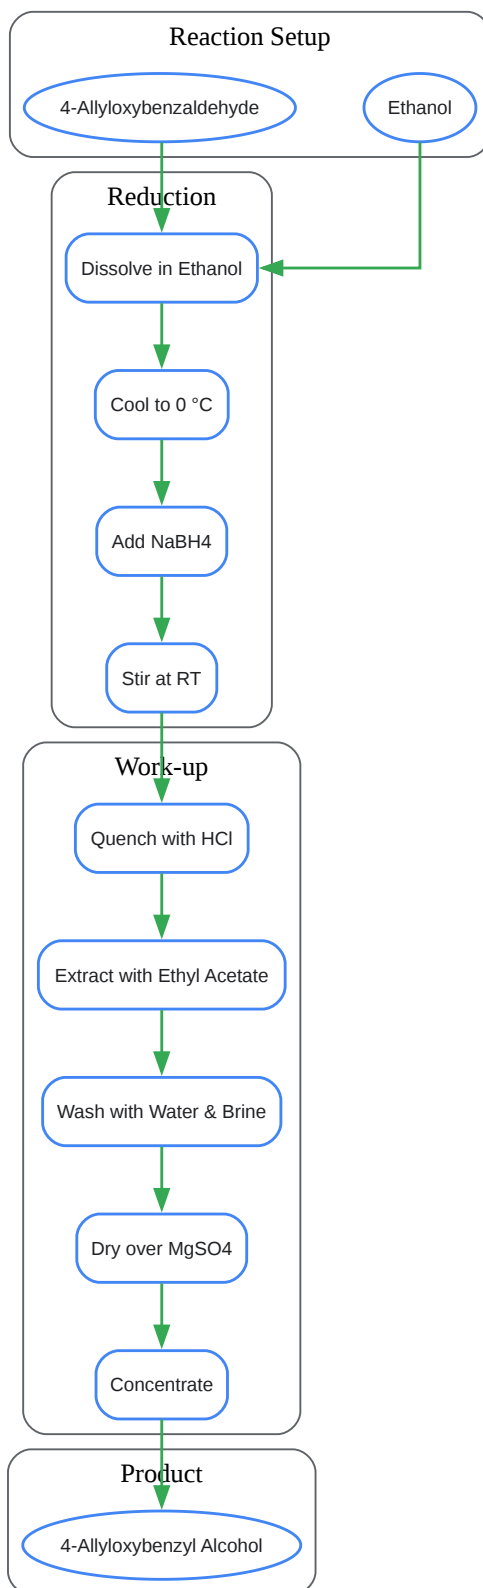 Reaction Setup
4-Allyloxybenzaldehyde
Ethanol
Reduction
Dissolve in Ethanol
Cool to 0 °C
Add NaBH4
Stir at RT
Work-up
Quench with HCl
Extract with Ethyl Acetate
Wash with Water & Brine
Dry over MgSO4
Concentrate
Product
4-Allyloxybenzyl Alcohol